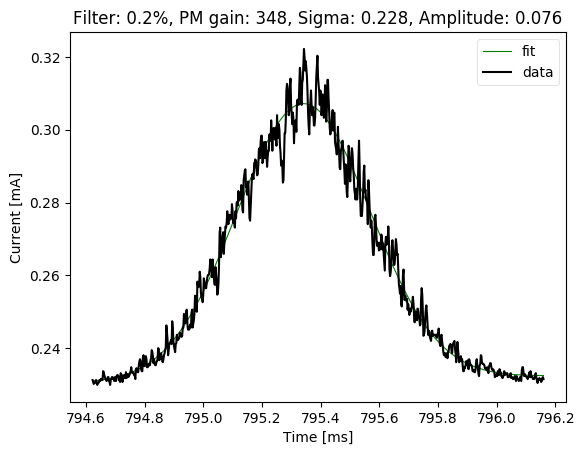 Filter: 0.2%, PM gain: 348, Sigma: 0.228, Amplitude: 0.076
fit
data
0.32
0.30
0.28
0.26
0.24
Current [mA]
794.6 794.8 795.0 795.2 795.4 795.6 795.8 796.0 796.2
Time [ms]